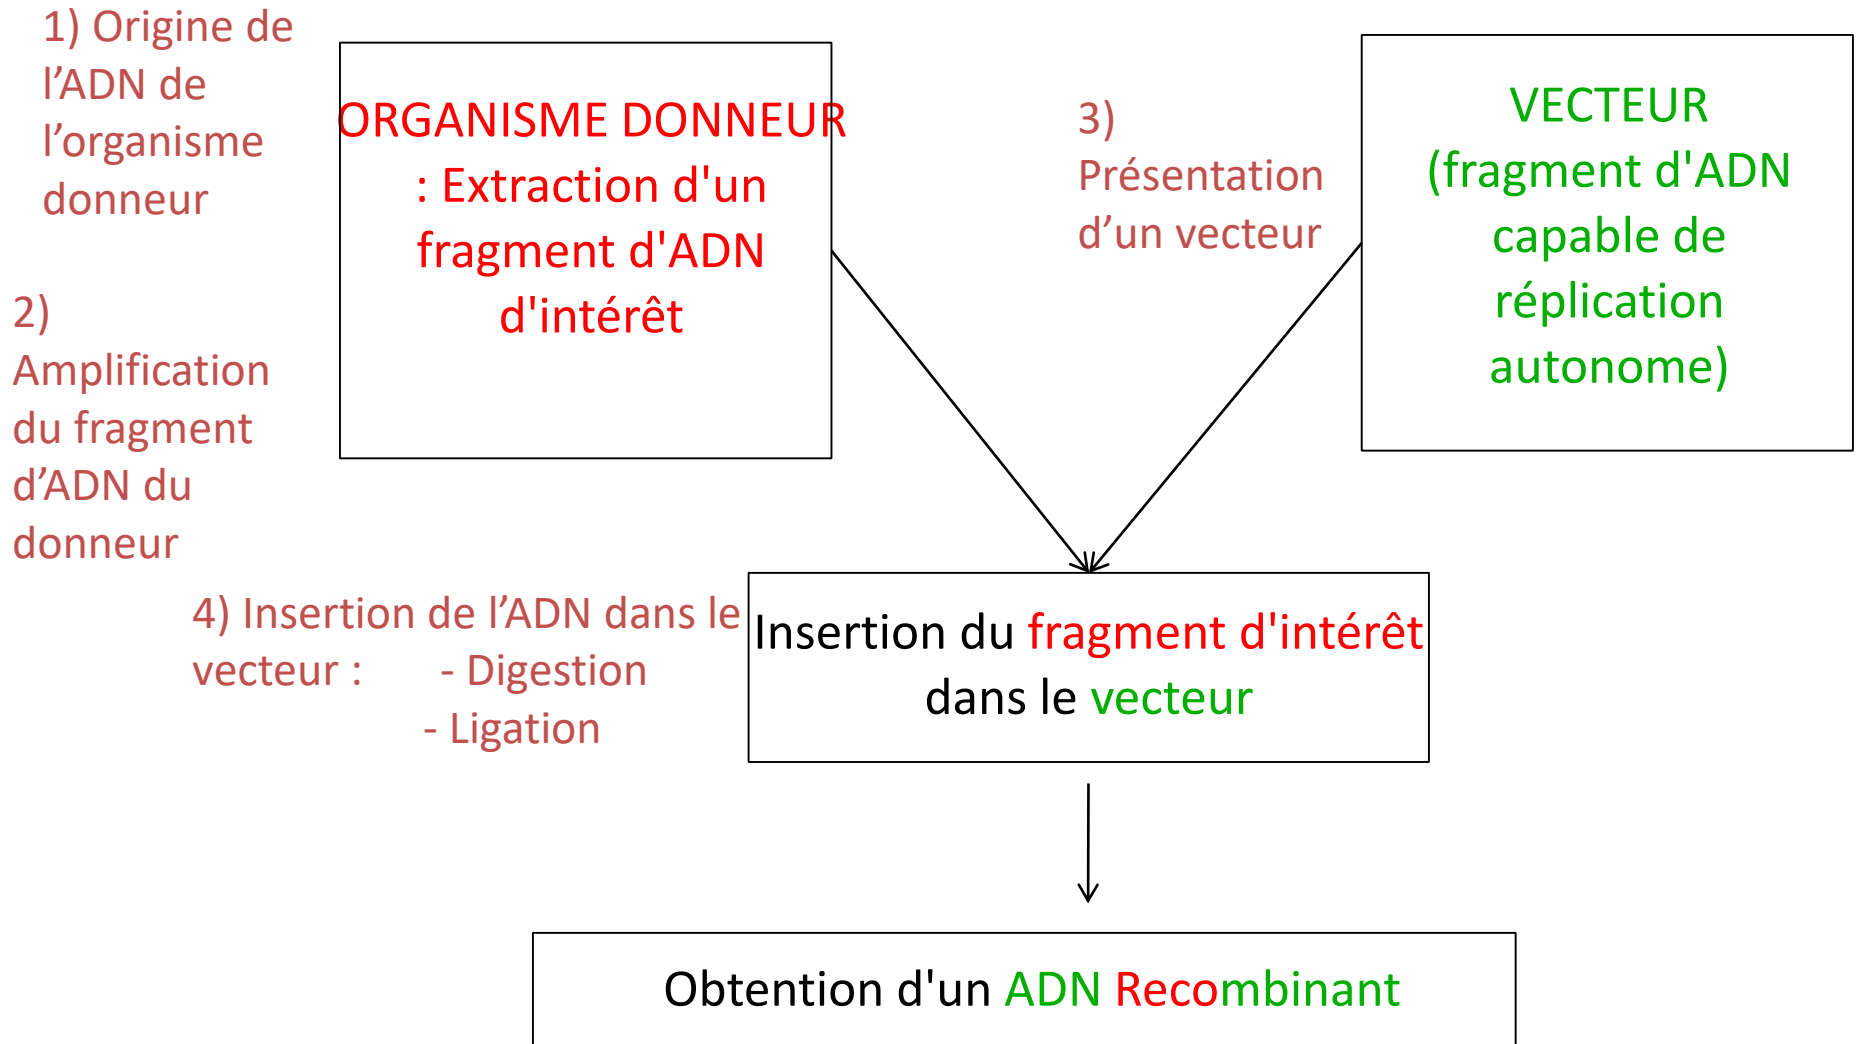 1) Origine de
l’ADN de
l’organisme
donneur
ORGANISME DONNEUR
: Extraction d'un
fragment d'ADN
d'intérêt
2)
Amplification
du fragment
d’ADN du
donneur
3)
Présentation
d’un vecteur
VECTEUR
(fragment d'ADN
capable de
réplication
autonome)
4) Insertion de l’ADN dans le
vecteur : - Digestion
- Ligation
Insertion du fragment d'intérêt
dans le vecteur
Obtention d'un ADN Recombinant